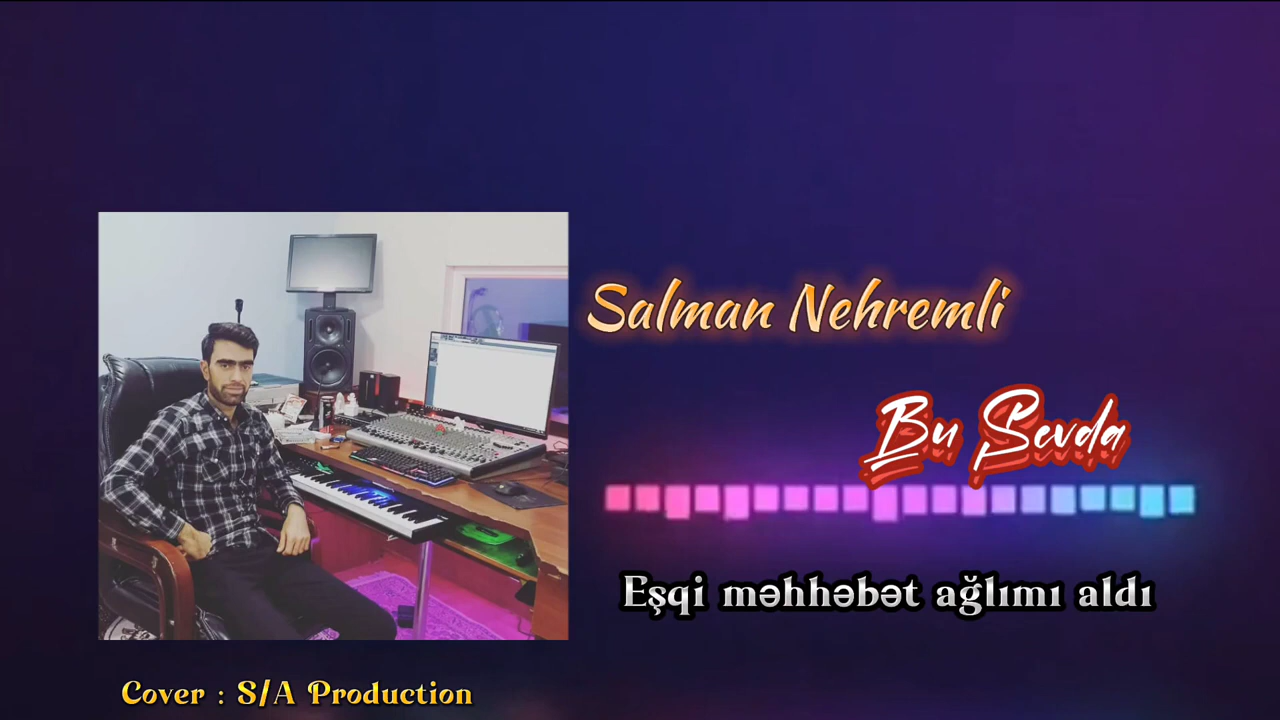 Salman Nehremli
Bu Sevda
Eşqi məhhəbət ağlımı aldı
Cover : S/A Production